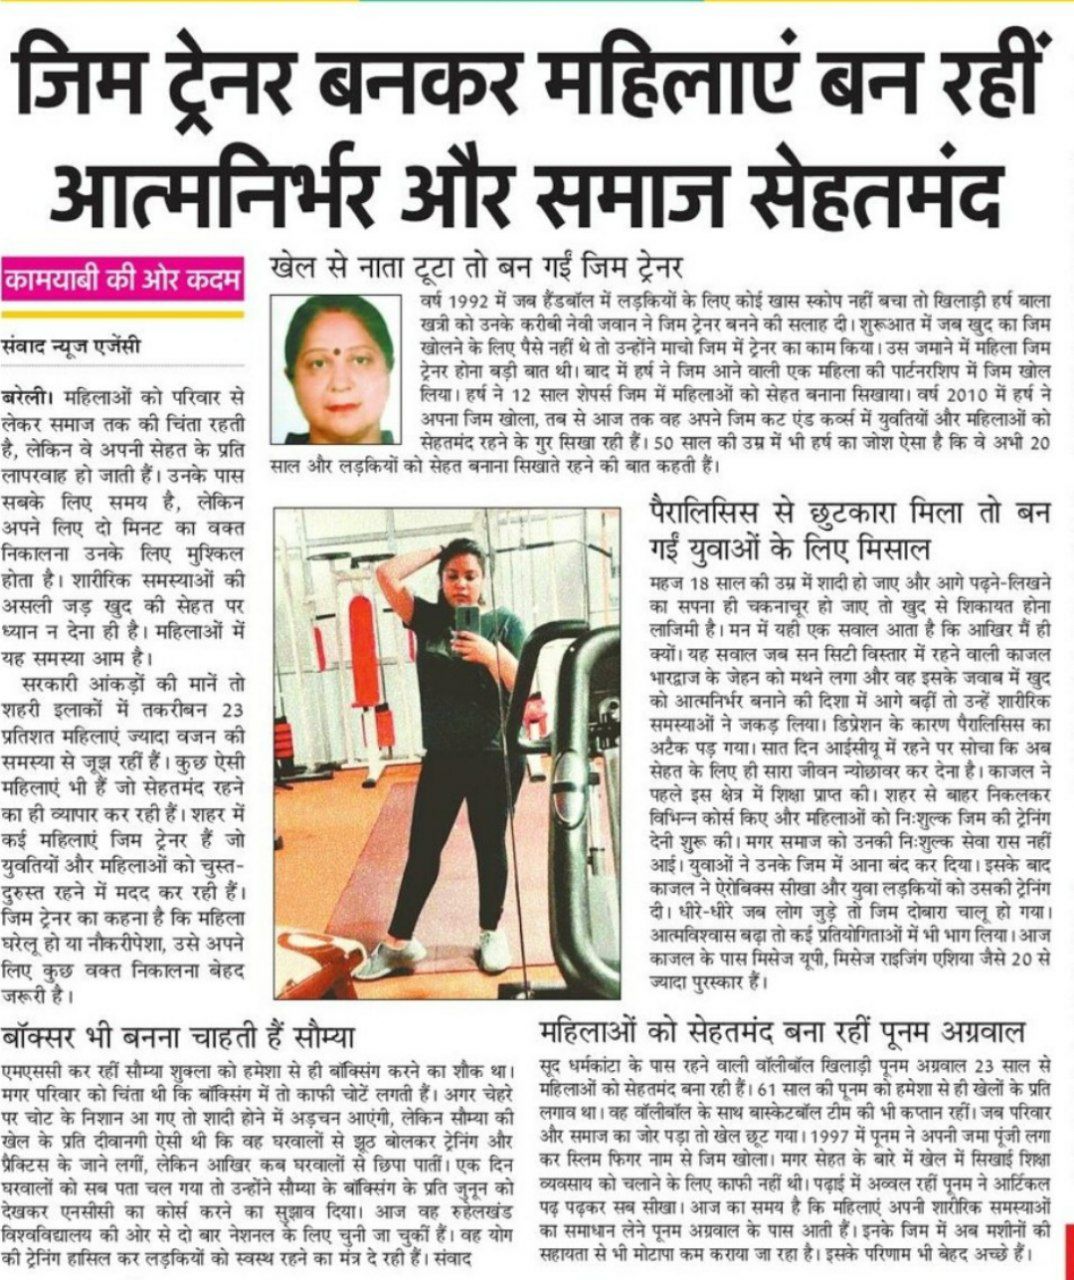 जिम ट्रेनर बनकर महिलाएं बन रहीं
आत्मनिर्भर और समाज सेहतमंद
कामयाबी की ओर कदम
संवाद न्यूज एजेंसी
बरेली। महिलाओं को परिवार से
लेकर समाज तक की चिंता रहती
है, लेकिन वे अपनी सेहत के प्रति
लापरवाह हो जाती हैं। उनके पास
सबके लिए समय है, लेकिन
अपने लिए दो मिनट का वक्त
निकालना उनके लिए मुश्किल
होता है। शारीरिक समस्याओं की
असली जड़ खुद की सेहत पर
ध्यान न देना ही है। महिलाओं में
यह समस्या आम है।
सरकारी आंकड़ों की मानें तो
शहरी इलाकों में तकरीबन 23
प्रतिशत महिलाएं ज्यादा वजन की
समस्या से जूझ रहीं हैं। कुछ ऐसी
महिलाएं भी हैं जो सेहतमंद रहने
का ही व्यापार कर रही हैं। शहर में
कई महिलाएं जिम ट्रेनर हैं जो
युवतियों और महिलाओं को चुस्त-
दुरुस्त रहने में मदद कर रही हैं।
जिम ट्रेनर का कहना है कि महिला
घरेलू हो या नौकरीपेशा, उसे अपने
लिए कुछ वक्त निकालना बेहद
जरूरी है।
खेल से नाता टूटा तो बन गईं जिम ट्रेनर
वर्ष 1992 में जब हैंडबॉल में लड़कियों के लिए कोई खास स्कोप नहीं बचा तो खिलाड़ी हर्ष बाला
खत्री को उनके करीबी नेवी जवान ने जिम ट्रेनर बनने की सलाह दी। शुरूआत में जब खुद का जिम
खोलने के लिए पैसे नहीं थे तो उन्होंने माचो जिम में ट्रेनर का काम किया। उस जमाने में महिला जिम
ट्रेनर होना बड़ी बात थी। बाद में हर्ष ने जिम आने वाली एक महिला की पार्टनरशिप में जिम खोल
लिया। हर्ष ने 12 साल शेपर्स जिम में महिलाओं को सेहत बनाना सिखाया। वर्ष 2010 में हर्ष ने
अपना जिम खोला, तब से आज तक वह अपने जिम कट एंड कर्व्स में युवतियों और महिलाओं को
सेहतमंद रहने के गुर सिखा रही हैं। 50 साल की उम्र में भी हर्ष का जोश ऐसा है कि वे अभी 20
साल और लड़कियों को सेहत बनाना सिखाते रहने की बात कहती हैं।
पैरालिसिस से छुटकारा मिला तो बन
गईं युवाओं के लिए मिसाल
महज 18 साल की उम्र में शादी हो जाए और आगे पढ़ने-लिखने
का सपना ही चकनाचूर हो जाए तो खुद से शिकायत होना
लाजिमी है। मन में यही एक सवाल आता है कि आखिर मैं ही
क्यों। यह सवाल जब सन सिटी विस्तार में रहने वाली काजल
भारद्वाज के जेहन को मथने लगा और वह इसके जवाब में खुद
को आत्मनिर्भर बनाने की दिशा में आगे बढ़ीं तो उन्हें शारीरिक
समस्याओं ने जकड़ लिया। डिप्रेशन के कारण पैरालिसिस का
अटैक पड़ गया। सात दिन आईसीयू में रहने पर सोचा कि अब
सेहत के लिए ही सारा जीवन न्योछावर कर देना है। काजल ने
पहले इस क्षेत्र में शिक्षा प्राप्त की। शहर से बाहर निकलकर
विभिन्न कोर्स किए और महिलाओं को निःशुल्क जिम की ट्रेनिंग
देनी शुरू की। मगर समाज को उनकी निःशुल्क सेवा रास नहीं
आई। युवाओं ने उनके जिम में आना बंद कर दिया। इसके बाद
काजल ने ऐरोबिक्स सीखा और युवा लड़कियों को उसकी ट्रेनिंग
दी। धीरे-धीरे जब लोग जुड़े तो जिम दोबारा चालू हो गया।
आत्मविश्वास बढ़ा तो कई प्रतियोगिताओं में भी भाग लिया। आज
काजल के पास मिसेज यूपी, मिसेज राइजिंग एशिया जैसे 20 से
ज्यादा पुरस्कार हैं।
बॉक्सर भी बनना चाहती हैं सौम्या
एमएससी कर रहीं सौम्या शुक्ला को हमेशा से ही बॉक्सिंग करने का शौक था।
मगर परिवार को चिंता थी कि बॉक्सिंग में तो काफी चोटें लगती हैं। अगर चेहरे
पर चोट के निशान आ गए तो शादी होने में अड़चन आएंगी, लेकिन सौम्या की
खेल के प्रति दीवानगी ऐसी थी कि वह घरवालों से झूठ बोलकर ट्रेनिंग और
प्रैक्टिस के जाने लगीं, लेकिन आखिर कब घरवालों से छिपा पातीं। एक दिन
घरवालों को सब पता चल गया तो उन्होंने सौम्या के बॉक्सिंग के प्रति जुनून को
देखकर एनसीसी का कोर्स करने का सुझाव दिया। आज वह रुहेलखंड
विश्वविद्यालय की ओर से दो बार नेशनल के लिए चुनी जा चुकीं हैं। वह योग
की ट्रेनिंग हासिल कर लड़कियों को स्वस्थ रहने का मंत्र दे रही हैं। संवाद
महिलाओं को सेहतमंद बना रहीं पूनम अग्रवाल
सूद धर्मकांटा के पास रहने वाली वॉलीबॉल खिलाड़ी पूनम अग्रवाल 23 साल से
महिलाओं को सेहतमंद बना रही हैं। 61 साल की पूनम को हमेशा से ही खेलों के प्रति
लगाव था। वह वॉलीबॉल के साथ बास्केटबॉल टीम की भी कप्तान रहीं। जब परिवार
और समाज का जोर पड़ा तो खेल छूट गया। 1997 में पूनम ने अपनी जमा पूंजी लगा
कर स्लिम फिगर नाम से जिम खोला। मगर सेहत के बारे में खेल में सिखाई शिक्षा
व्यवसाय को चलाने के लिए काफी नहीं थी। पढ़ाई में अव्वल रहीं पूनम ने आर्टिकल
पढ़ पढ़कर सब सीखा। आज का समय है कि महिलाएं अपनी शारीरिक समस्याओं
का समाधान लेने पूनम अग्रवाल के पास आती हैं। इनके जिम में अब मशीनों की
सहायता से भी मोटापा कम कराया जा रहा है। इसके परिणाम भी बेहद अच्छे हैं।